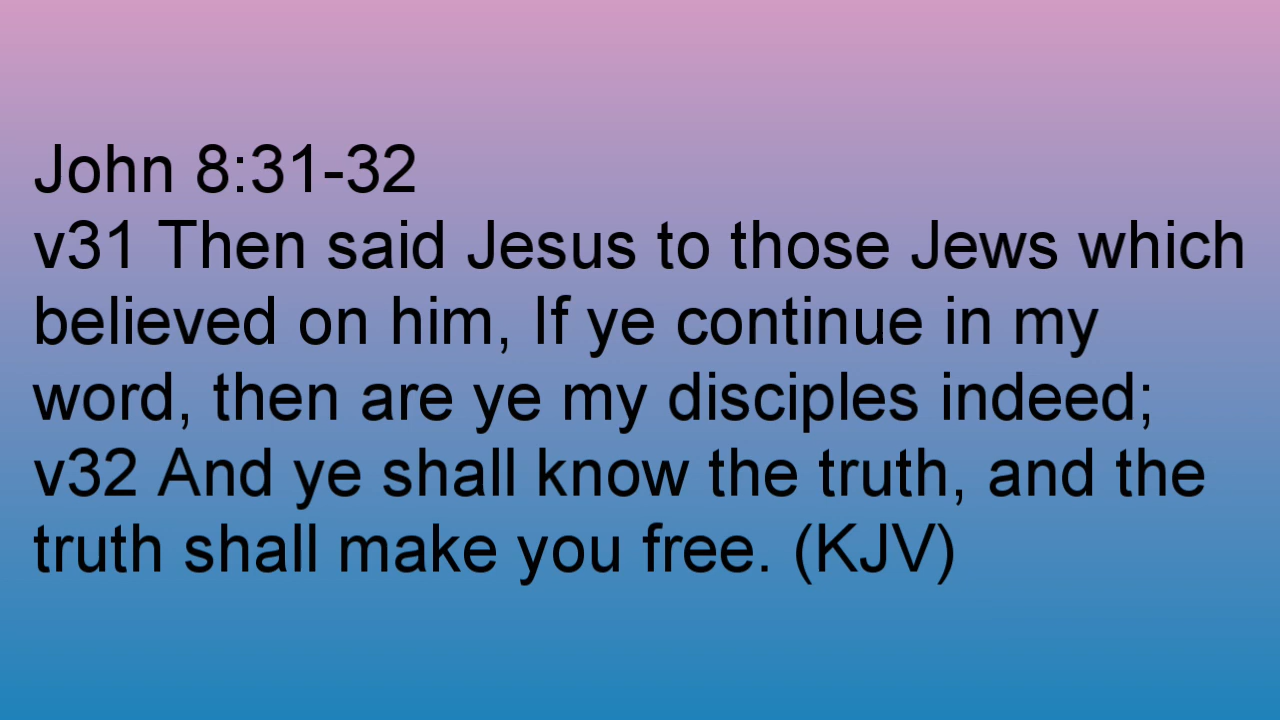 John 8:31-32
v31 Then said Jesus to those Jews which
believed on him, If ye continue in my
word, then are ye my disciples indeed;
v32 And ye shall know the truth, and the
truth shall make you free. (KJV)